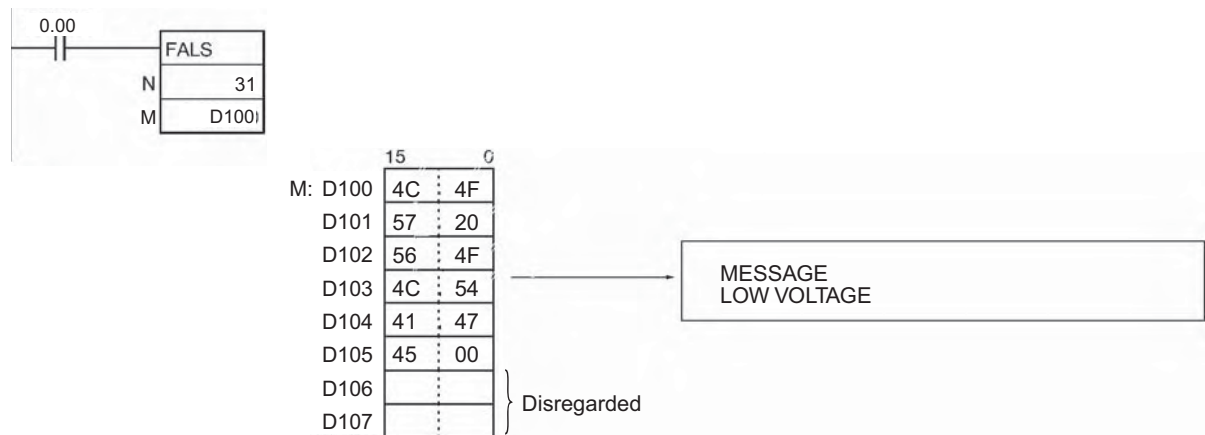 0.00
FALS
N 31
M D100)
15 0
M: D100 4C 4F
D101 57 20
D102 56 4F
D103 4C 54
D104 41 47
D105 45 00
D106
D107
Disregarded
MESSAGE
LOW VOLTAGE